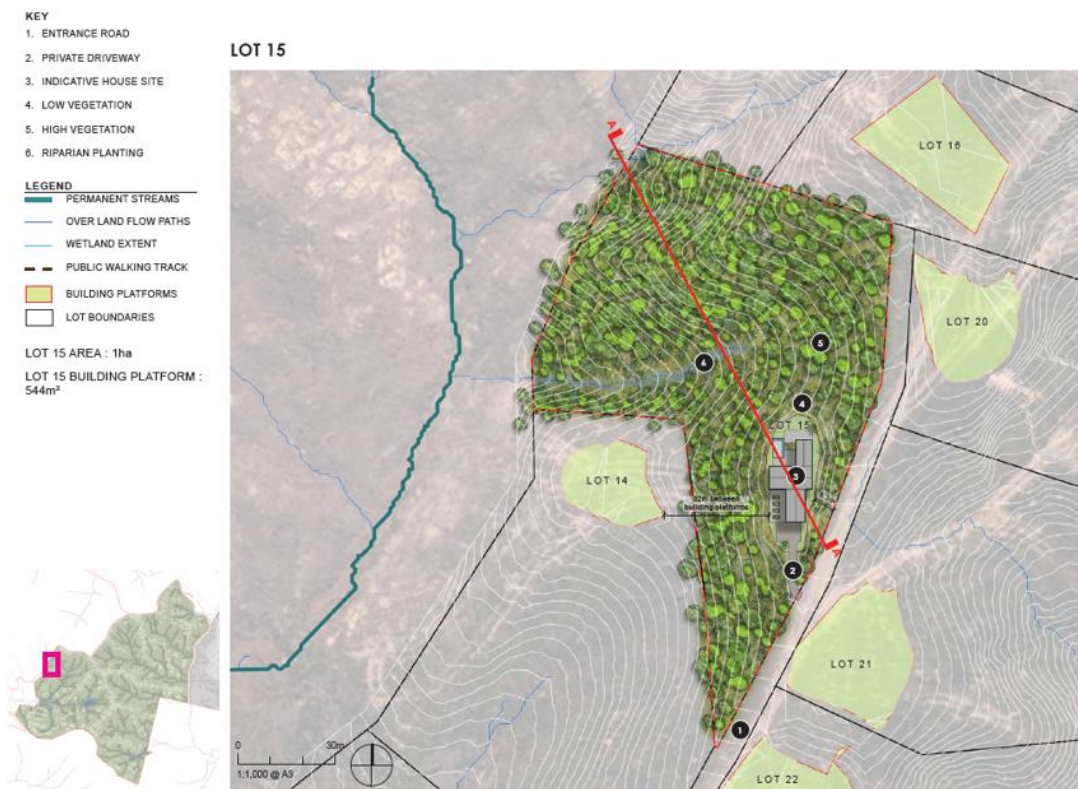 KEY
1. ENTRANCE ROAD
2. PRIVATE DRIVEWAY
3. INDICATIVE HOUSE SITE
4. LOW VEGETATION
5. HIGH VEGETATION
6. RIPARIAN PLANTING
LEGEND
PERMANENT STREAMS
OVER LAND FLOW PATHS
WETLAND EXTENT
PUBLIC WALKING TRACK
BUILDING PLATFORMS
LOT BOUNDARIES
LOT 15 AREA : 1ha
LOT 15 BUILDING PLATFORM :
544m²
LOT 15
A
LOT 16
LOT 20
5
6
4
LOT 15
3
LOT 14
between
building platforms
A
2
LOT 21
1
LOT 22
0 30m
1:1,000 @ A3